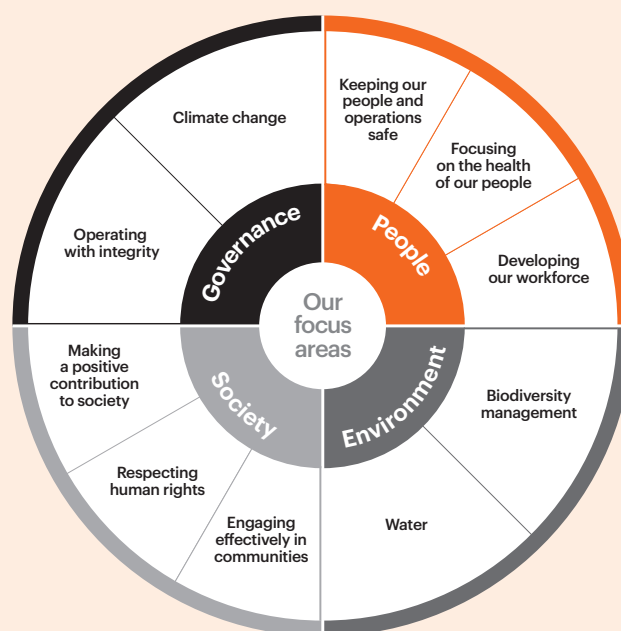 Our
focus
areas
Governance
Climate change
Operating
with integrity
People
Keeping our
people and
operations
safe
Focusing
on the health
of our people
Developing
our workforce
Environment
Biodiversity
management
Water
Society
Engaging
effectively in
communities
Respecting
human rights
Making
a positive
contribution
to society